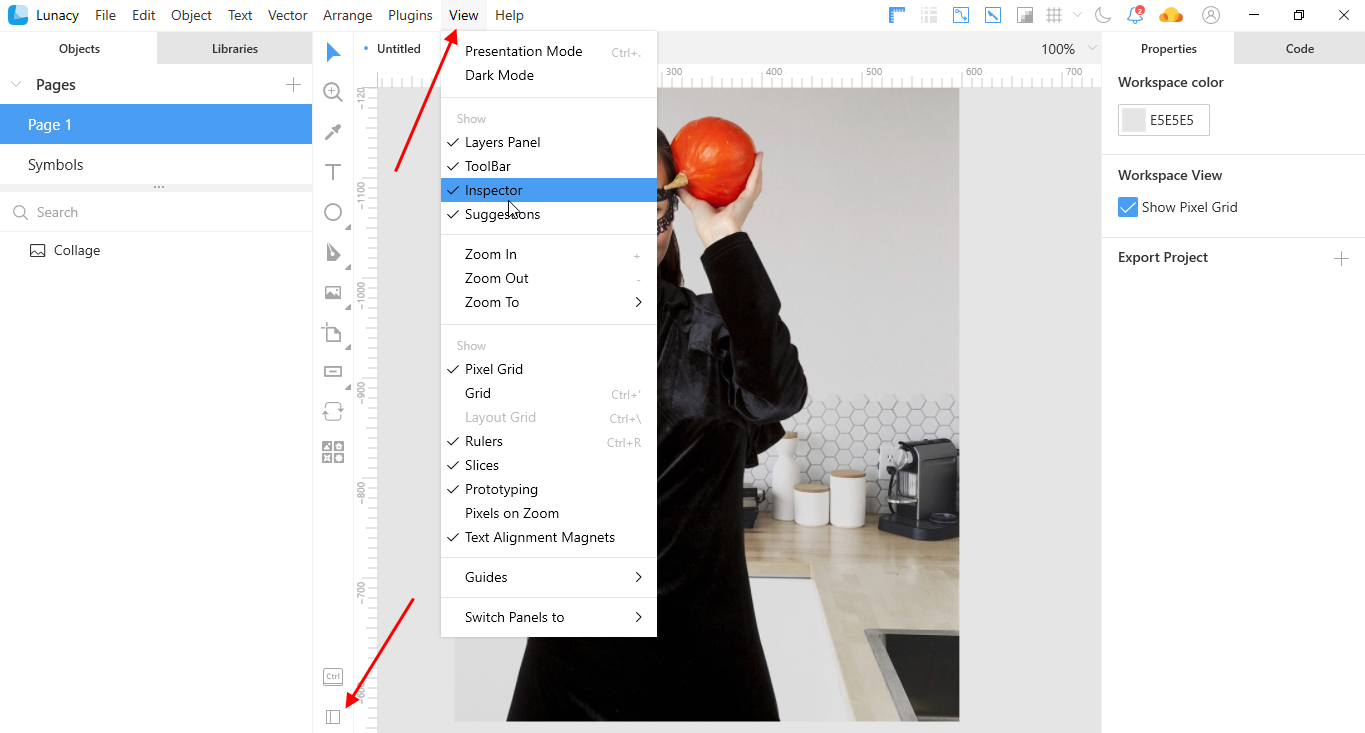 Lunacy File Edit Object Text Vector Arrange Plugins View Help 2
Objects Libraries
Untitled
100%
Properties Code
Pages
Page 1
Symbols
Search
Collage
Presentation Mode Ctrl+.
Dark Mode
Show
Layers Panel
ToolBar
Inspector
Suggestions
Zoom In +
Zoom Out -
Zoom To
Show
Pixel Grid
Grid Ctrl+'
Layout Grid Ctrl+\
Rulers Ctrl+R
Slices
Prototyping
Pixels on Zoom
Text Alignment Magnets
Guides
Switch Panels to
300 400 500 600 700
-120
-1100
-1000
-900
-800
-700
Ctrl
Workspace color
E5E5E5
Workspace View
Show Pixel Grid
Export Project